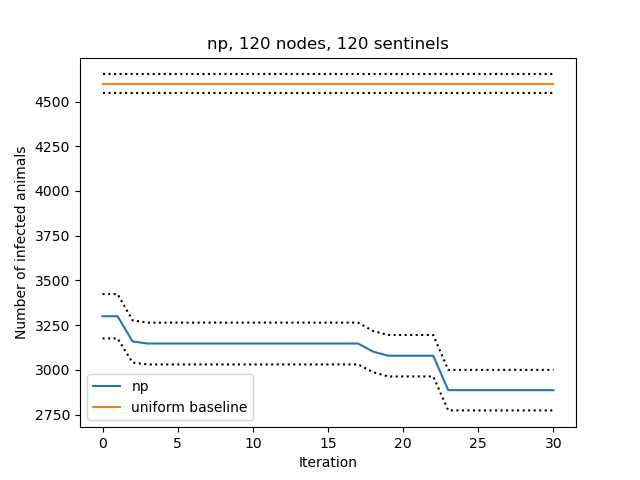 np, 120 nodes, 120 sentinels
Number of infected animals
4500
4250
4000
3750
3500
3250
3000
2750
np
uniform baseline
0 5 10 15 20 25 30
Iteration